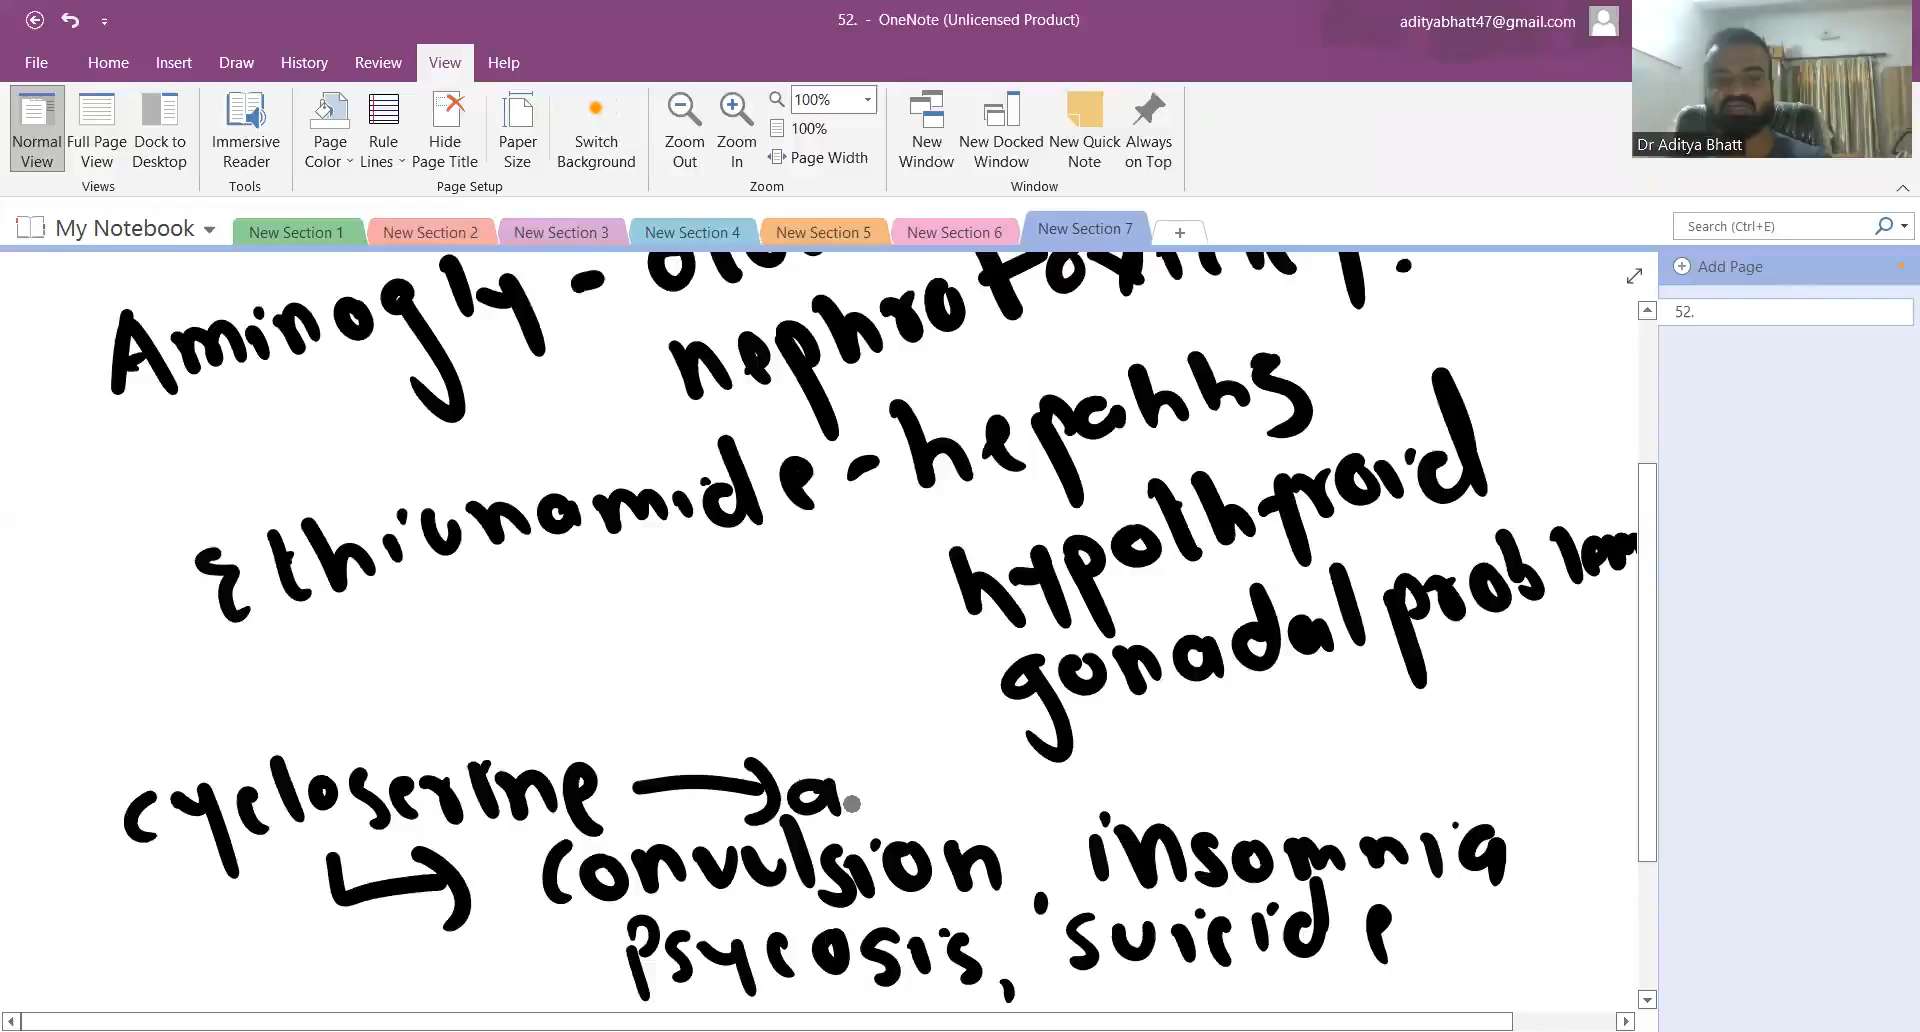 52. - OneNote (Unlicensed Product)
adityabhatt47@gmail.com
File Home Insert Draw History Review View Help
Normal View
Full Page View
Dock to Desktop
Immersive Reader
Page Color
Rule Lines
Hide Page Title
Paper Size
Switch Background
Zoom Out
Zoom In
100%
100%
Page Width
New Window
New Docked Window
New Quick Note
Always on Top
Views Tools Page Setup Zoom Window
Dr Aditya Bhatt
My Notebook New Section 1 New Section 2 New Section 3 New Section 4 New Section 5 New Section 6 New Section 7 +
Search (Ctrl+E)
Add Page
52.
Aminogly -
nephrotoxicity.
Ethionamide - hepatitis
hypothyroid
gonadal problem
cycloserine → a
↳ convulsion, insomnia
psycosis, suicide